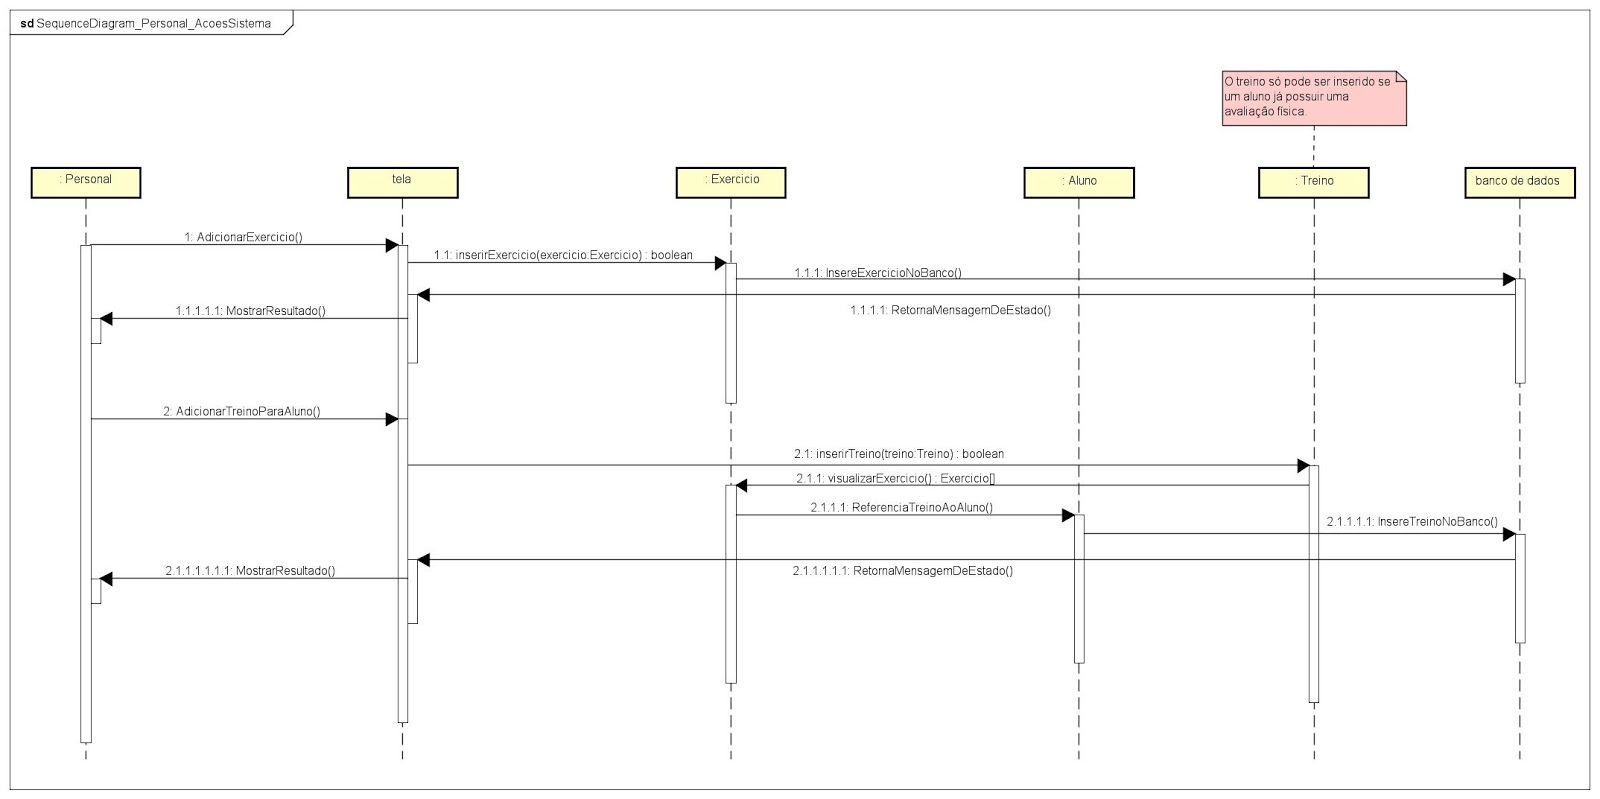 sd SequenceDiagram_Personal_AcoesSistema
O treino só pode ser inserido se
um aluno já possuir uma
avaliação física.
: Personal
tela
: Exercicio
: Aluno
: Treino
banco de dados
1: AdicionarExercicio()
1.1: inserirExercicio(exercicio:Exercicio) : boolean
1.1.1: InsereExercicioNoBanco()
1.1.1.1: RetornaMensagemDeEstado()
1.1.1.1.1: MostrarResultado()
2: AdicionarTreinoParaAluno()
2.1: inserirTreino(treino:Treino) : boolean
2.1.1: visualizarExercicio() : Exercicio[]
2.1.1.1: ReferenciaTreinoAoAluno()
2.1.1.1.1: InsereTreinoNoBanco()
2.1.1.1.1.1: RetornaMensagemDeEstado()
2.1.1.1.1.1.1: MostrarResultado()